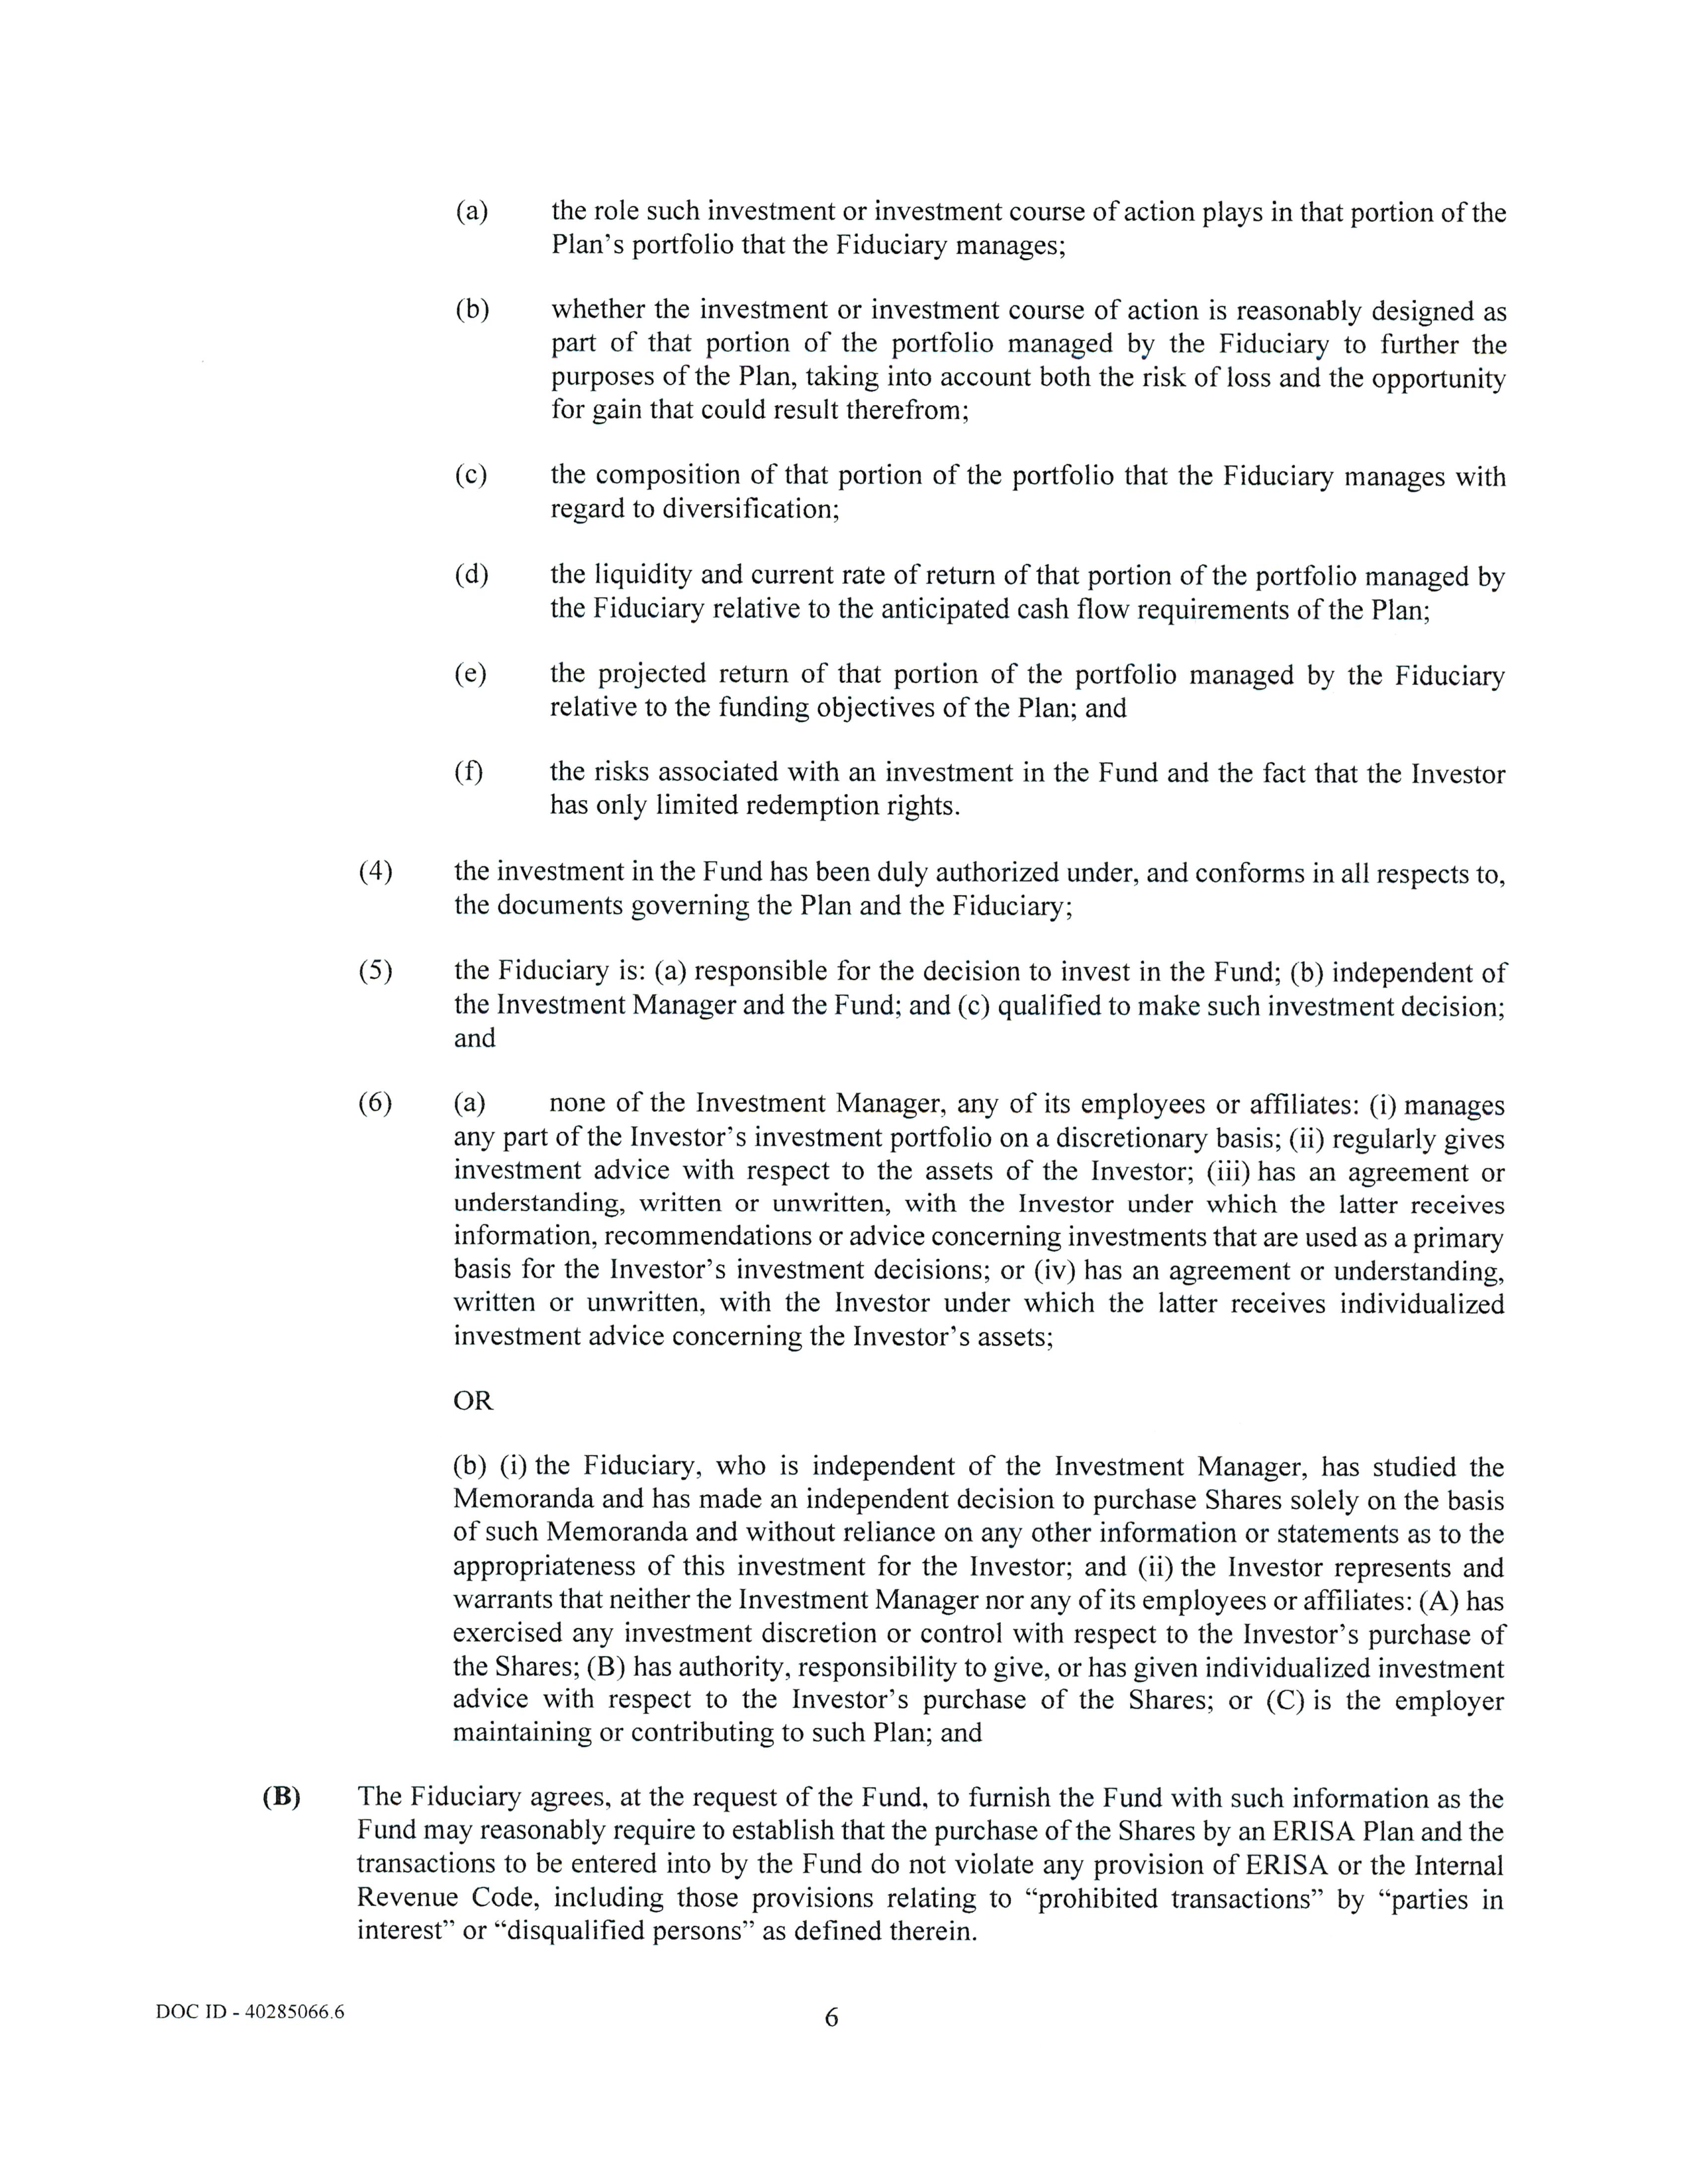 (a) the role such investment or investment course of action plays in that portion of the
Plan's portfolio that the Fiduciary manages;
(b) whether the investment or investment course of action is reasonably designed as
part of that portion of the portfolio managed by the Fiduciary to further the
purposes of the Plan, taking into account both the risk of loss and the opportunity
for gain that could result therefrom;
(c) the composition of that portion of the portfolio that the Fiduciary manages with
regard to diversification;
(d) the liquidity and current rate of return of that portion of the portfolio managed by
the Fiduciary relative to the anticipated cash flow requirements of the Plan;
(e) the projected return of that portion of the portfolio managed by the Fiduciary
relative to the funding objectives of the Plan; and
(f) the risks associated with an investment in the Fund and the fact that the Investor
has only limited redemption rights.
(4) the investment in the Fund has been duly authorized under, and conforms in all respects to,
the documents governing the Plan and the Fiduciary;
(5) the Fiduciary is: (a) responsible for the decision to invest in the Fund; (b) independent of
the Investment Manager and the Fund; and (c) qualified to make such investment decision;
and
(6) (a) none of the Investment Manager, any of its employees or affiliates: (i) manages
any part of the Investor's investment portfolio on a discretionary basis; (ii) regularly gives
investment advice with respect to the assets of the Investor; (iii) has an agreement or
understanding, written or unwritten, with the Investor under which the latter receives
information, recommendations or advice concerning investments that are used as a primary
basis for the Investor's investment decisions; or (iv) has an agreement or understanding,
written or unwritten, with the Investor under which the latter receives individualized
investment advice concerning the Investor's assets;
OR
(b) (i) the Fiduciary, who is independent of the Investment Manager, has studied the
Memoranda and has made an independent decision to purchase Shares solely on the basis
of such Memoranda and without reliance on any other information or statements as to the
appropriateness of this investment for the Investor; and (ii) the Investor represents and
warrants that neither the Investment Manager nor any of its employees or affiliates: (A) has
exercised any investment discretion or control with respect to the Investor's purchase of
the Shares; (B) has authority, responsibility to give, or has given individualized investment
advice with respect to the Investor's purchase of the Shares; or (C) is the employer
maintaining or contributing to such Plan; and
(B) The Fiduciary agrees, at the request of the Fund, to furnish the Fund with such information as the
Fund may reasonably require to establish that the purchase of the Shares by an ERISA Plan and the
transactions to be entered into by the Fund do not violate any provision of ERISA or the Internal
Revenue Code, including those provisions relating to “prohibited transactions” by “parties in
interest” or “disqualified persons” as defined therein.
DOC ID - 40285066.6
6